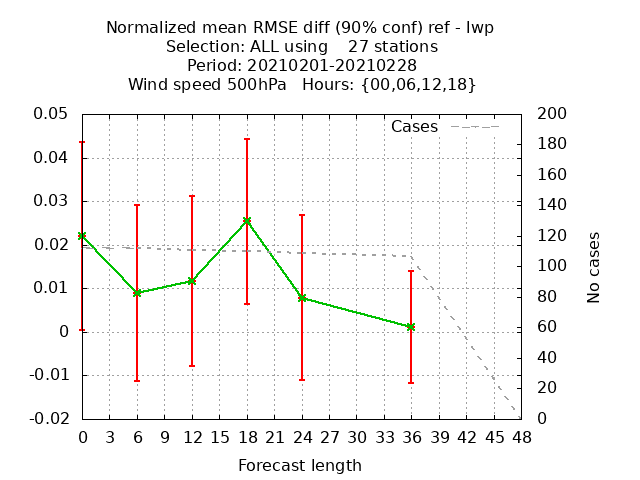 Normalized mean RMSE diff (90% conf) ref - lwp
Selection: ALL using    27 stations
Period: 20210201-20210228
Wind speed 500hPa   Hours: {00,06,12,18}
Cases
0.05
0.04
0.03
0.02
0.01
0
-0.01
-0.02
200
180
160
140
120
100
80
60
40
20
0
No cases
0 3 6 9 12 15 18 21 24 27 30 33 36 39 42 45 48
Forecast length